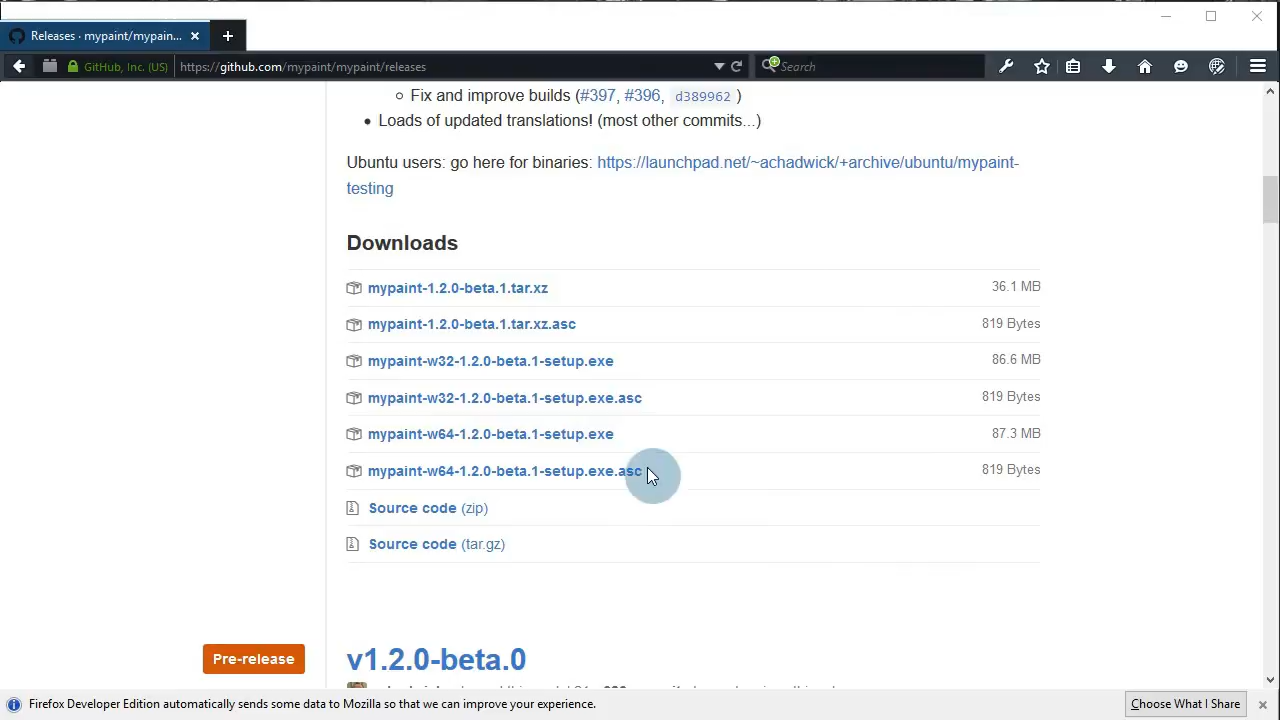 Releases · mypaint/mypain...
GitHub, Inc. (US)
https://github.com/mypaint/mypaint/releases
Search
Fix and improve builds (#397, #396, d389962 )
Loads of updated translations! (most other commits...)
Ubuntu users: go here for binaries: https://launchpad.net/~achadwick/+archive/ubuntu/mypaint-
testing
Downloads
mypaint-1.2.0-beta.1.tar.xz 36.1 MB
mypaint-1.2.0-beta.1.tar.xz.asc 819 Bytes
mypaint-w32-1.2.0-beta.1-setup.exe 86.6 MB
mypaint-w32-1.2.0-beta.1-setup.exe.asc 819 Bytes
mypaint-w64-1.2.0-beta.1-setup.exe 87.3 MB
mypaint-w64-1.2.0-beta.1-setup.exe.asc 819 Bytes
Source code (zip)
Source code (tar.gz)
Pre-release
v1.2.0-beta.0
Firefox Developer Edition automatically sends some data to Mozilla so that we can improve your experience.
Choose What I Share